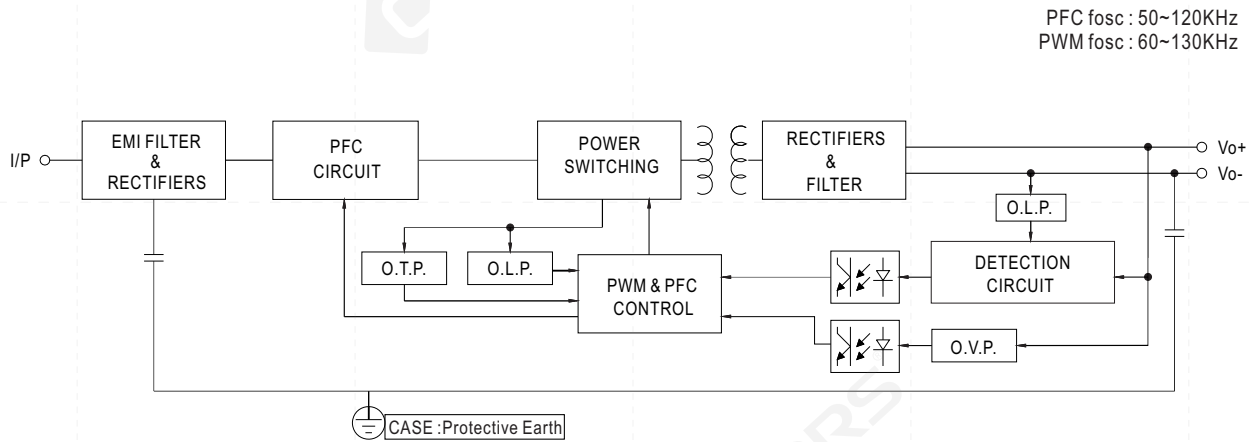 PFC fosc : 50~120KHz
PWM fosc : 60~130KHz
I/P
EMI FILTER
&
RECTIFIERS
PFC
CIRCUIT
POWER
SWITCHING
RECTIFIERS
&
FILTER
Vo+
Vo-
O.L.P.
O.T.P.
O.L.P.
PWM & PFC
CONTROL
DETECTION
CIRCUIT
O.V.P.
CASE :Protective Earth